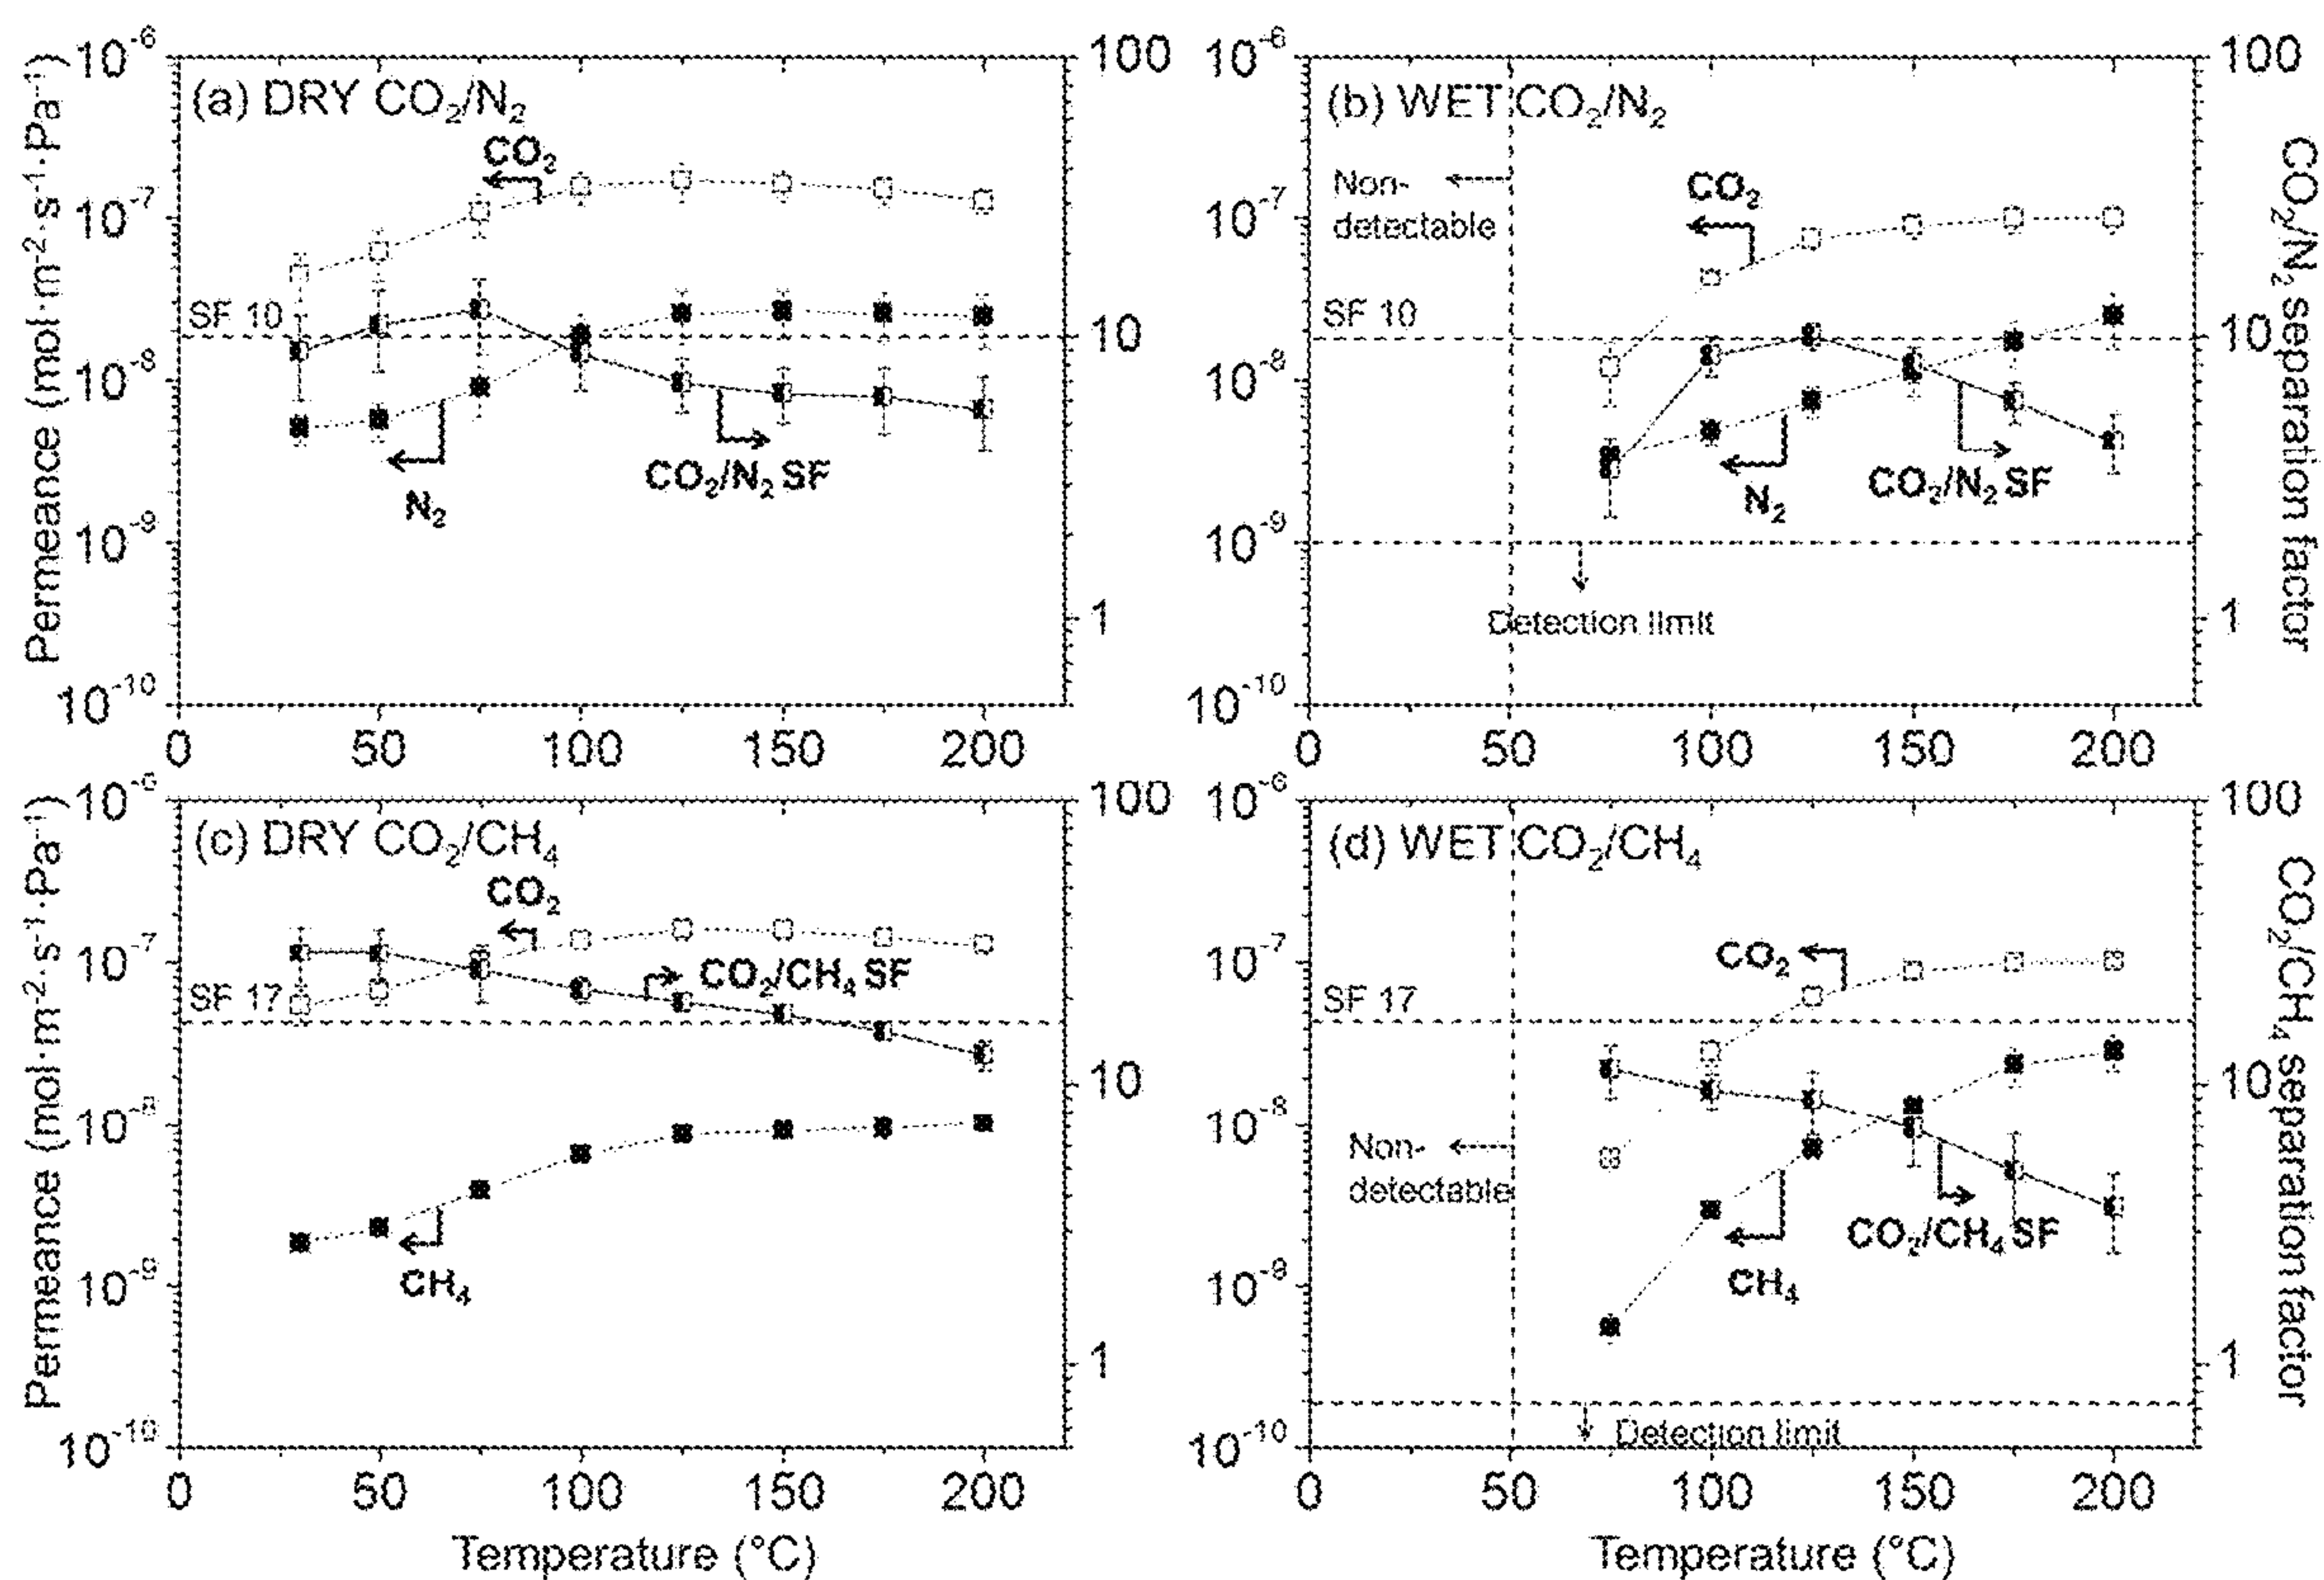 Permeance (mol·m⁻²·s⁻¹·Pa⁻¹)
10⁻⁶
10⁻⁷
10⁻⁸
10⁻⁹
10⁻¹⁰
(a) DRY CO₂/N₂
CO₂
SF 10
N₂
CO₂/N₂ SF
100
10
1
0 50 100 150 200
10⁻⁶
10⁻⁷
10⁻⁸
10⁻⁹
10⁻¹⁰
(b) WET CO₂/N₂
Non-
detectable
CO₂
SF 10
N₂
CO₂/N₂ SF
Detection limit
100
10
1
CO₂/N₂ separation factor
0 50 100 150 200
Permeance (mol·m⁻²·s⁻¹·Pa⁻¹)
10⁻⁶
10⁻⁷
10⁻⁸
10⁻⁹
10⁻¹⁰
(c) DRY CO₂/CH₄
CO₂
CO₂/CH₄ SF
SF 17
CH₄
100
10
1
0 50 100 150 200
Temperature (°C)
10⁻⁶
10⁻⁷
10⁻⁸
10⁻⁹
10⁻¹⁰
(d) WET CO₂/CH₄
CO₂
SF 17
Non-
detectable
CO₂/CH₄ SF
CH₄
Detection limit
100
10
1
CO₂/CH₄ separation factor
0 50 100 150 200
Temperature (°C)